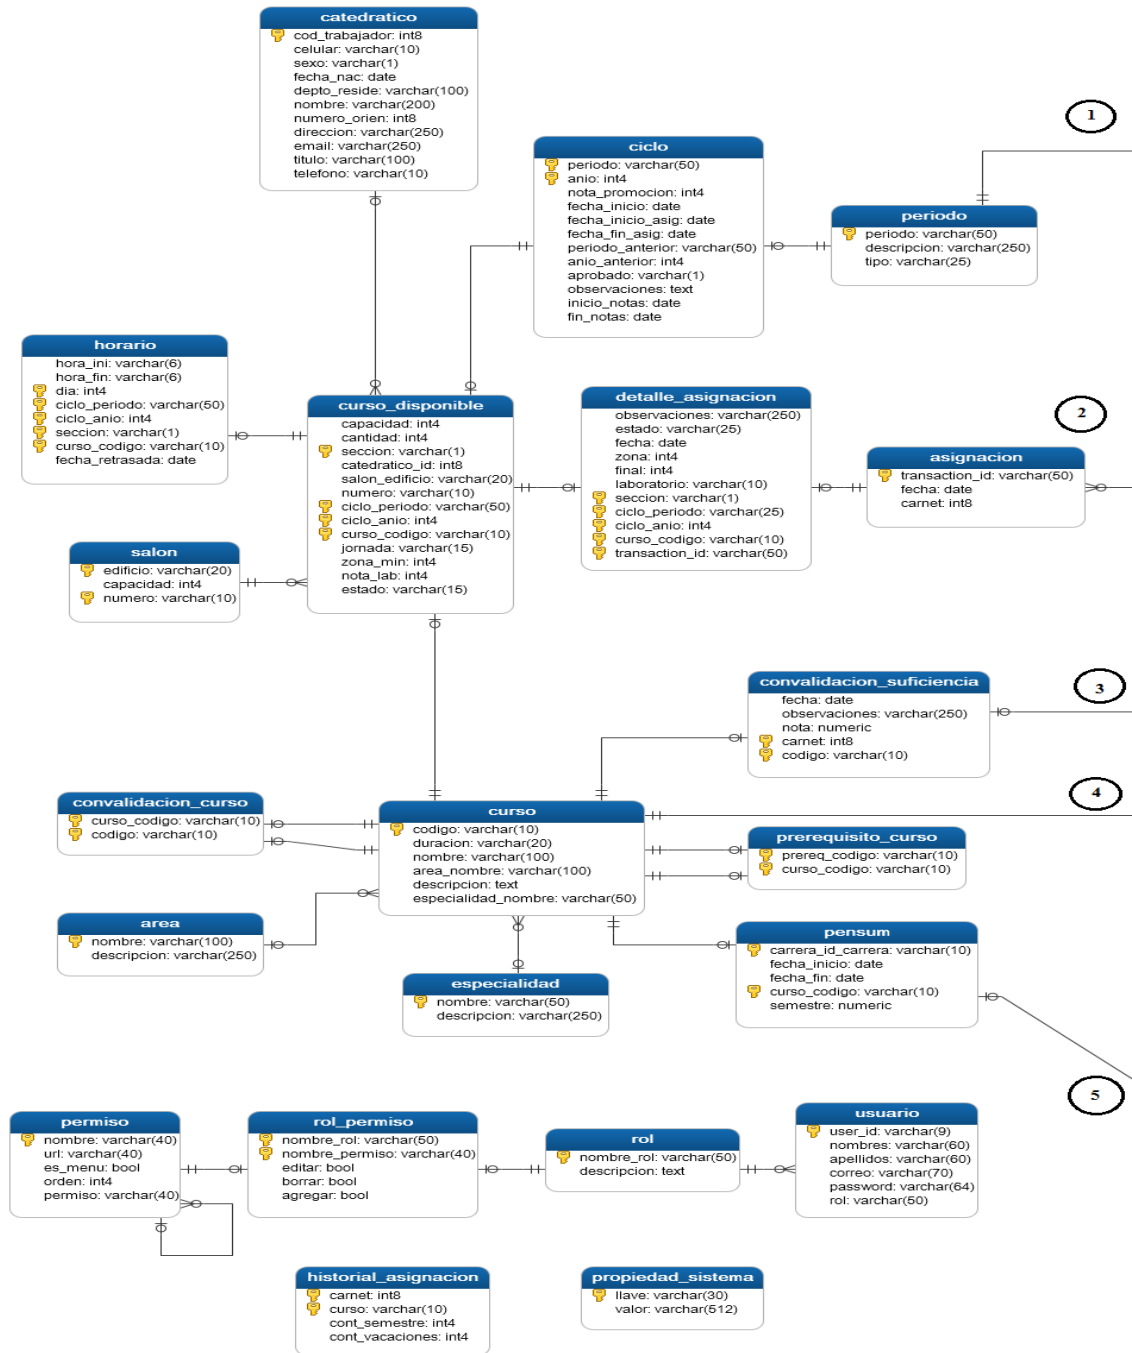 catedratico
cod_trabajador: int8
celular: varchar(10)
sexo: varchar(1)
fecha_nac: date
depto_reside: varchar(100)
nombre: varchar(200)
numero_orien: int8
direccion: varchar(250)
email: varchar(250)
titulo: varchar(100)
telefono: varchar(10)
1
ciclo
periodo: varchar(50)
anio: int4
nota_promocion: int4
fecha_inicio: date
fecha_inicio_asig: date
fecha_fin_asig: date
periodo_anterior: varchar(50)
anio_anterior: int4
aprobado: varchar(1)
observaciones: text
inicio_notas: date
fin_notas: date
periodo
periodo: varchar(50)
descripcion: varchar(250)
tipo: varchar(25)
horario
hora_ini: varchar(6)
hora_fin: varchar(6)
dia: int4
ciclo_periodo: varchar(50)
ciclo_anio: int4
seccion: varchar(1)
curso_codigo: varchar(10)
fecha_retrasada: date
curso_disponible
capacidad: int4
cantidad: int4
seccion: varchar(1)
catedratico_id: int8
salon_edificio: varchar(20)
numero: varchar(10)
ciclo_periodo: varchar(50)
ciclo_anio: int4
curso_codigo: varchar(10)
jornada: varchar(15)
zona_min: int4
nota_lab: int4
estado: varchar(15)
detalle_asignacion
observaciones: varchar(250)
estado: varchar(25)
fecha: date
zona: int4
final: int4
laboratorio: varchar(10)
seccion: varchar(1)
ciclo_periodo: varchar(25)
ciclo_anio: int4
curso_codigo: varchar(10)
transaction_id: varchar(50)
2
asignacion
transaction_id: varchar(50)
fecha: date
carnet: int8
salon
edificio: varchar(20)
capacidad: int4
numero: varchar(10)
convalidacion_suficiencia
fecha: date
observaciones: varchar(250)
nota: numeric
carnet: int8
codigo: varchar(10)
3
4
convalidacion_curso
curso_codigo: varchar(10)
codigo: varchar(10)
curso
codigo: varchar(10)
duracion: varchar(20)
nombre: varchar(100)
area_nombre: varchar(100)
descripcion: text
especialidad_nombre: varchar(50)
prerequisito_curso
prereq_codigo: varchar(10)
curso_codigo: varchar(10)
area
nombre: varchar(100)
descripcion: varchar(250)
especialidad
nombre: varchar(50)
descripcion: varchar(250)
pensum
carrera_id_carrera: varchar(10)
fecha_inicio: date
fecha_fin: date
curso_codigo: varchar(10)
semestre: numeric
5
permiso
nombre: varchar(40)
url: varchar(40)
es_menu: bool
orden: int4
permiso: varchar(40)
rol_permiso
nombre_rol: varchar(50)
nombre_permiso: varchar(40)
editar: bool
borrar: bool
agregar: bool
rol
nombre_rol: varchar(50)
descripcion: text
usuario
user_id: varchar(9)
nombres: varchar(60)
apellidos: varchar(60)
correo: varchar(70)
password: varchar(64)
rol: varchar(50)
historial_asignacion
carnet: int8
curso: varchar(10)
cont_semestre: int4
cont_vacaciones: int4
propiedad_sistema
llave: varchar(30)
valor: varchar(512)